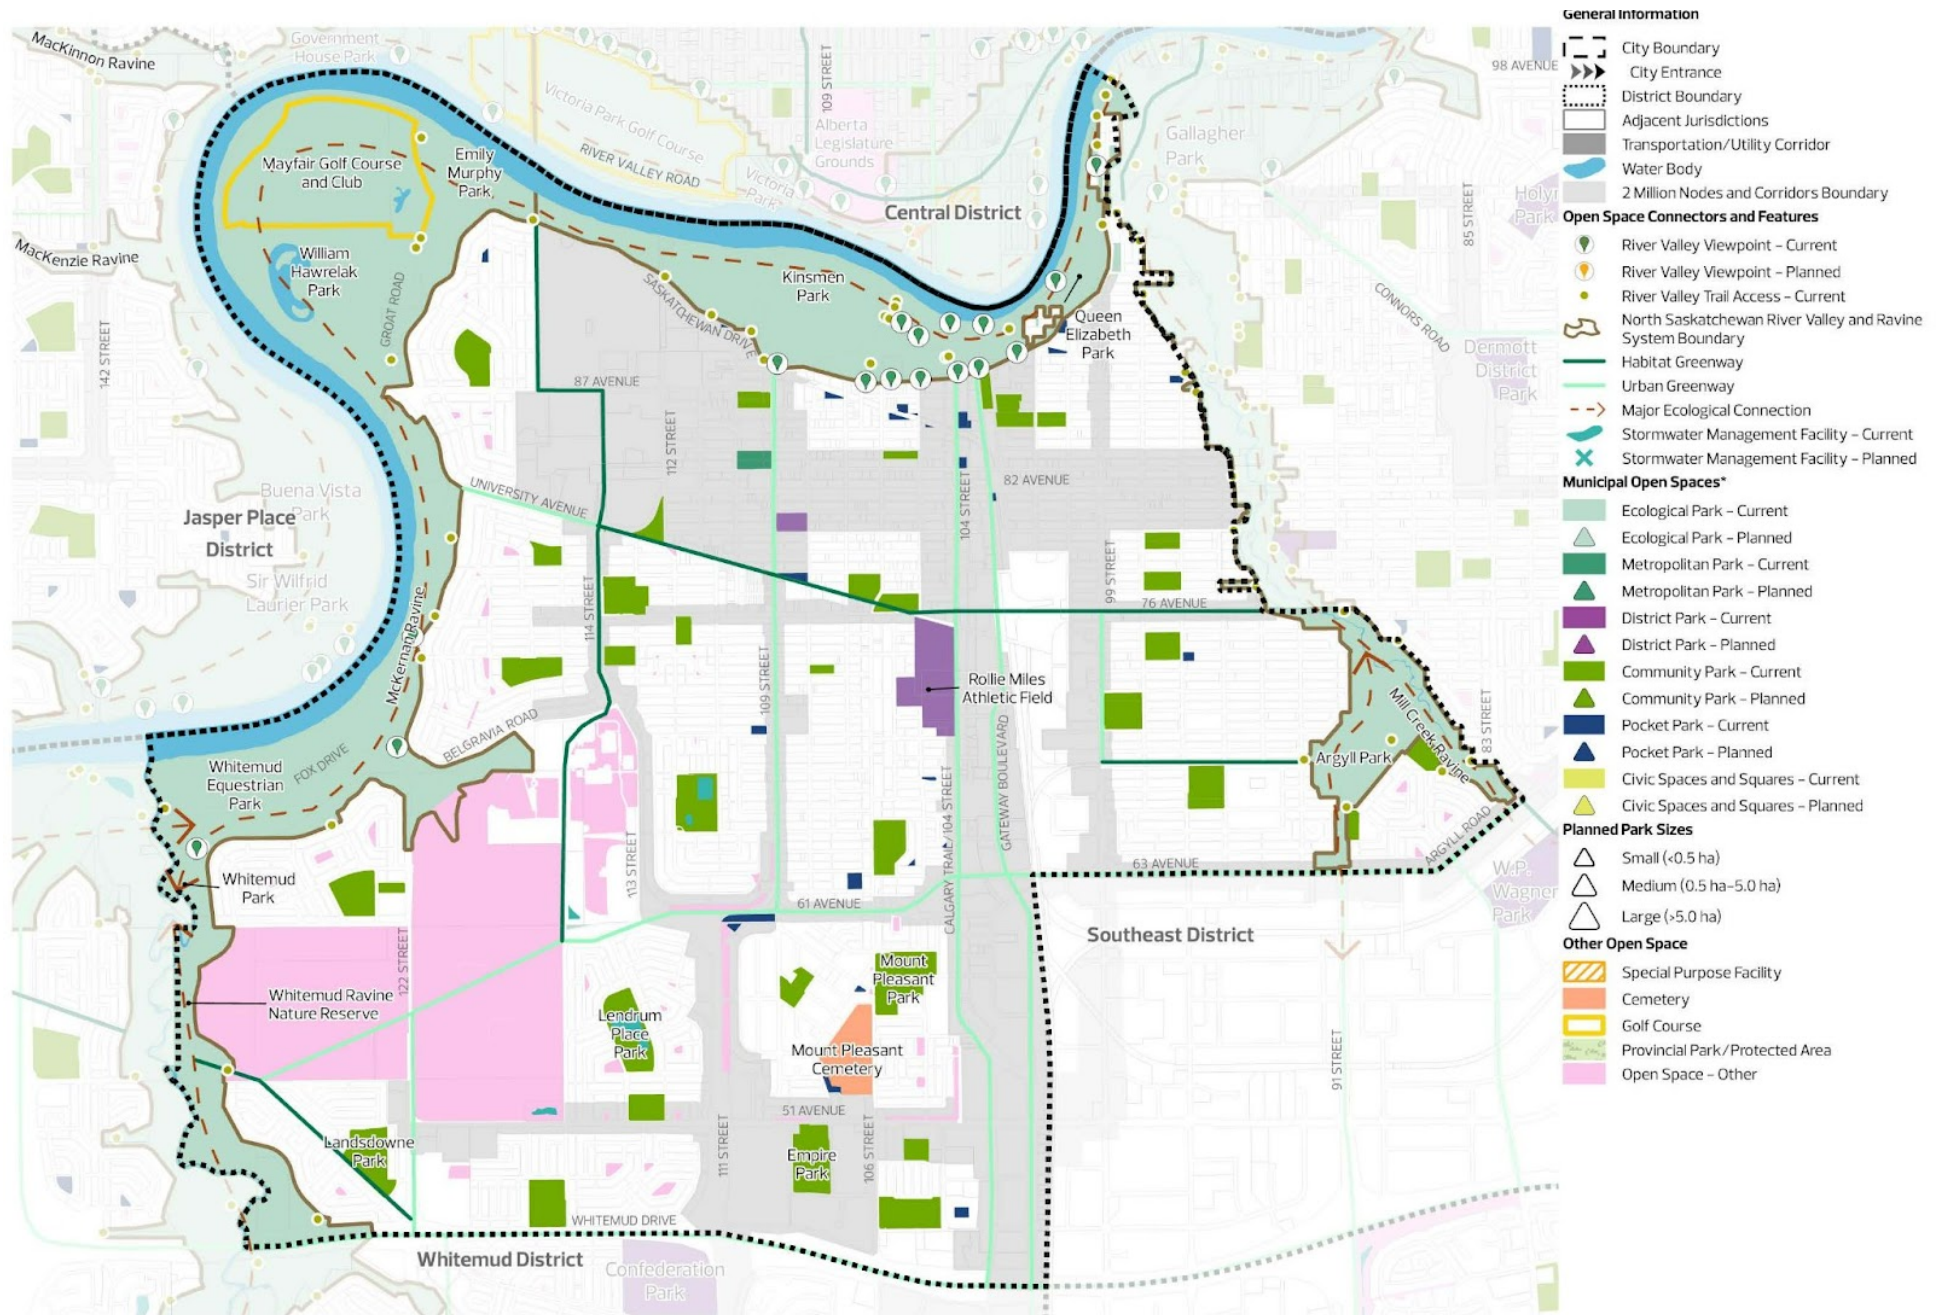 MacKinnon Ravine
Government
House Park
109 STREET
98 AVENUE
Victoria Park Golf Course
Alberta
Legislature
Grounds
Gallagher
Park
RIVER VALLEY ROAD
Victoria
Park
Mayfair Golf Course
and Club
Emily
Murphy
Park
Central District
85 STREET
Park
MacKenzie Ravine
William
Hawrelak
Park
Kinsmen
Park
GROAT ROAD
SASKATCHEWAN DRIVE
Queen
Elizabeth
Park
CONNORS ROAD
142 STREET
Dermott
District
Park
87 AVENUE
112 STREET
82 AVENUE
104 STREET
UNIVERSITY AVENUE
Buena Vista
Park
Jasper Place
District
Sir Wilfrid
Laurier Park
99 STREET
76 AVENUE
114 STREET
McKernan Ravine
109 STREET
Rollie Miles
Athletic Field
Mill Creek Ravine
83 STREET
BELGRAVIA ROAD
FOX DRIVE
Argyll Park
Whitemud
Equestrian
Park
GATEWAY BOULEVARD
CALGARY TRAIL/104 STREET
113 STREET
63 AVENUE
ARGYLL ROAD
W.P.
Wagner
Park
Whitemud
Park
61 AVENUE
Southeast District
122 STREET
Whitemud Ravine
Nature Reserve
Mount
Pleasant
Park
Lendrum
Place
Park
Mount Pleasant
Cemetery
91 STREET
51 AVENUE
Landsdowne
Park
111 STREET
Empire
Park
106 STREET
WHITEMUD DRIVE
Whitemud District
Confederation
Park
General Information
City Boundary
City Entrance
District Boundary
Adjacent Jurisdictions
Transportation/Utility Corridor
Water Body
2 Million Nodes and Corridors Boundary
Open Space Connectors and Features
River Valley Viewpoint – Current
River Valley Viewpoint – Planned
River Valley Trail Access – Current
North Saskatchewan River Valley and Ravine
System Boundary
Habitat Greenway
Urban Greenway
Major Ecological Connection
Stormwater Management Facility – Current
Stormwater Management Facility – Planned
Municipal Open Spaces*
Ecological Park – Current
Ecological Park – Planned
Metropolitan Park – Current
Metropolitan Park – Planned
District Park – Current
District Park – Planned
Community Park – Current
Community Park – Planned
Pocket Park – Current
Pocket Park – Planned
Civic Spaces and Squares – Current
Civic Spaces and Squares – Planned
Planned Park Sizes
Small (<0.5 ha)
Medium (0.5 ha–5.0 ha)
Large (>5.0 ha)
Other Open Space
Special Purpose Facility
Cemetery
Golf Course
Provincial Park/Protected Area
Open Space – Other